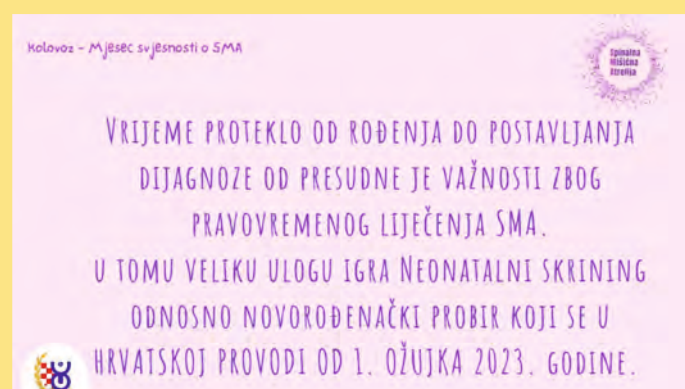 Kolovoz - Mjesec svjesnosti o SMA
Spinalna
Mišićna
Atrofija
VRIJEME PROTEKLO OD ROĐENJA DO POSTAVLJANJA
DIJAGNOZE OD PRESUDNE JE VAŽNOSTI ZBOG
PRAVOVREMENOG LIJEČENJA SMA.
U TOMU VELIKU ULOGU IGRA NEONATALNI SKRINING
ODNOSNO NOVOROĐENAČKI PROBIR KOJI SE U
HRVATSKOJ PROVODI OD 1. OŽUJKA 2023. GODINE.